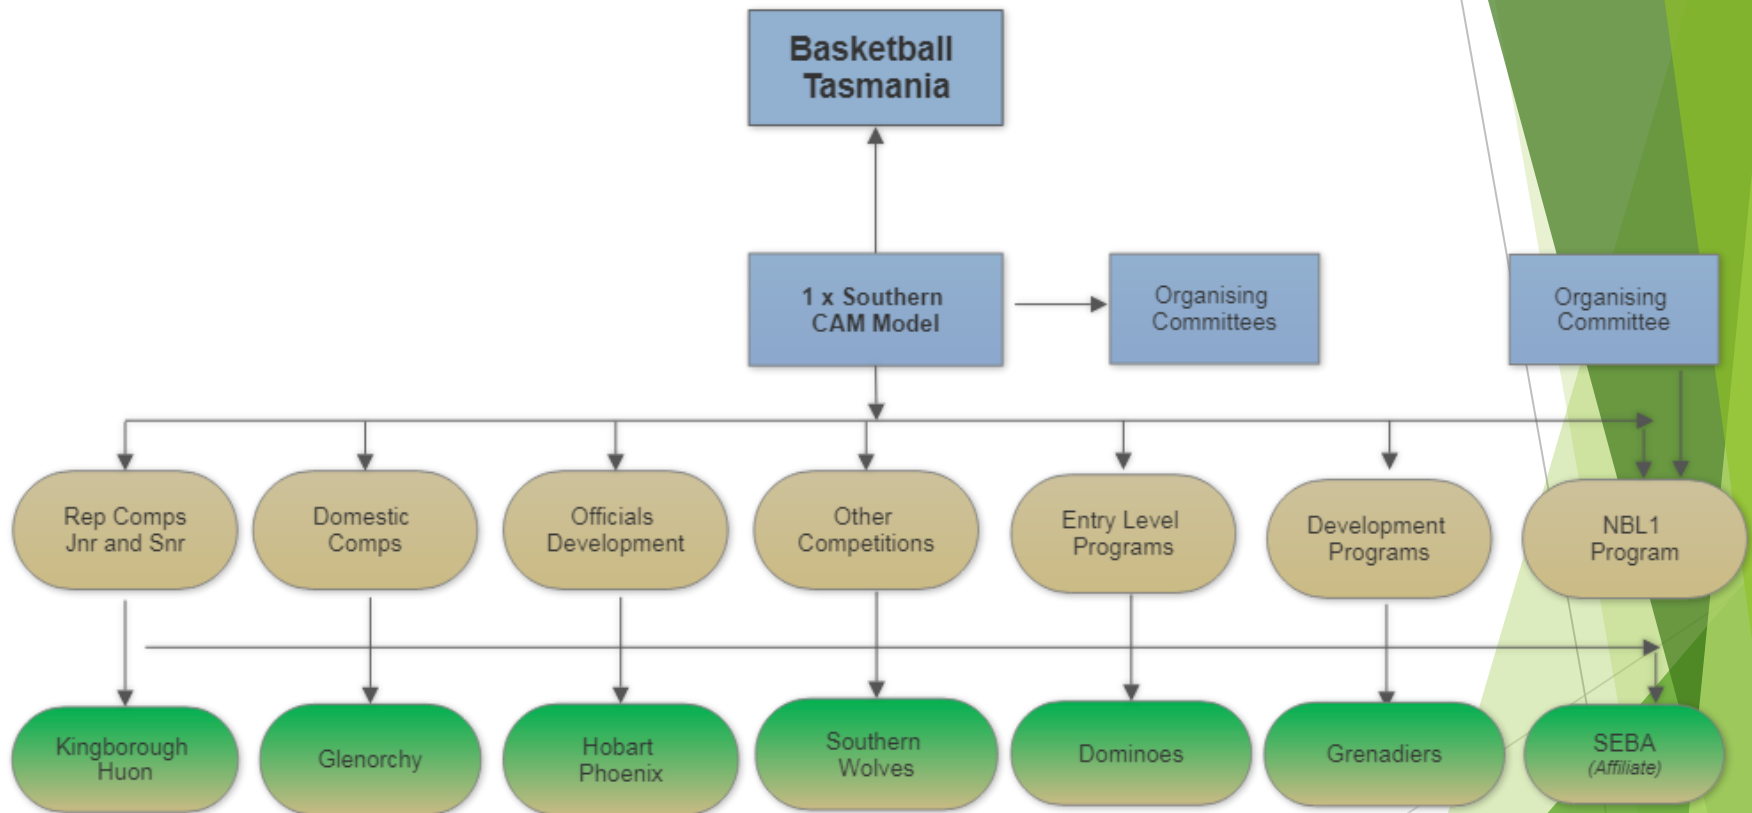 Basketball
Tasmania
1 x Southern
CAM Model
Organising
Committees
Organising
Committee
Rep Comps
Jnr and Snr
Domestic
Comps
Officials
Development
Other
Competitions
Entry Level
Programs
Development
Programs
NBL1
Program
Kingborough
Huon
Glenorchy
Hobart
Phoenix
Southern
Wolves
Dominoes
Grenadiers
SEBA
(Affiliate)